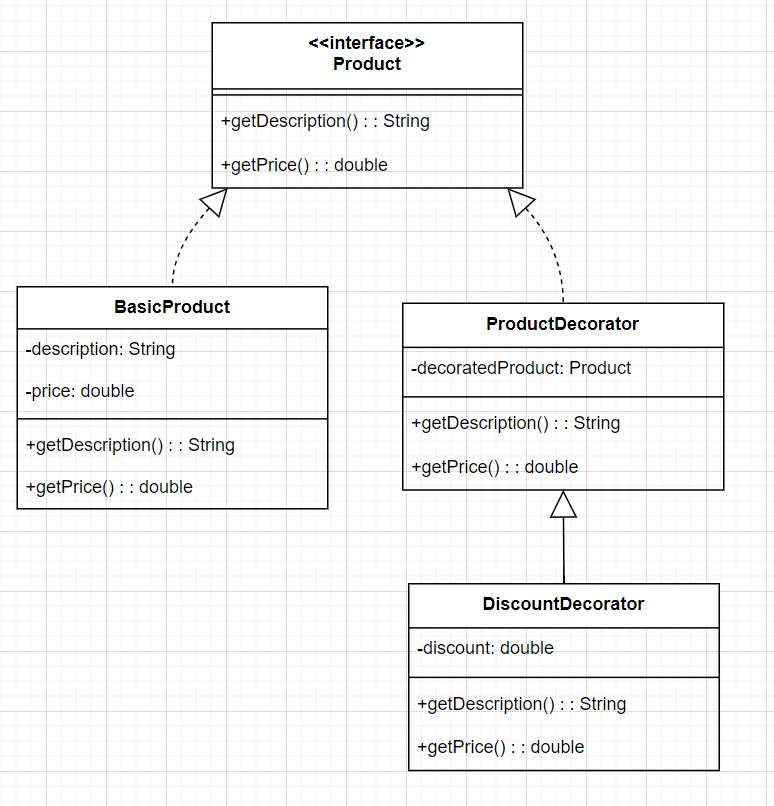 <<interface>>
Product
+getDescription() : : String
+getPrice() : : double
BasicProduct
-description: String
-price: double
+getDescription() : : String
+getPrice() : : double
ProductDecorator
-decoratedProduct: Product
+getDescription() : : String
+getPrice() : : double
DiscountDecorator
-discount: double
+getDescription() : : String
+getPrice() : : double